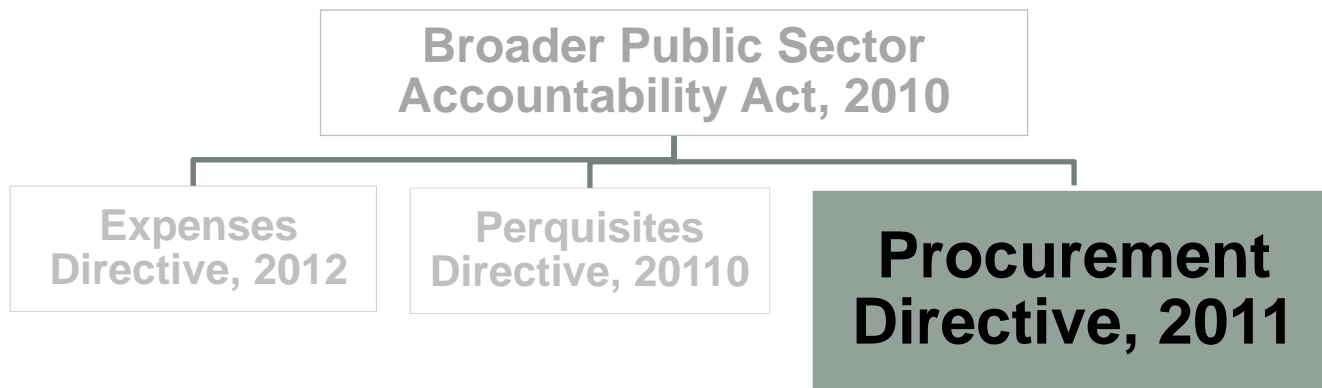 Broader Public Sector
Accountability Act, 2010
Expenses
Directive, 2012
Perquisites
Directive, 20110
Procurement
Directive, 2011